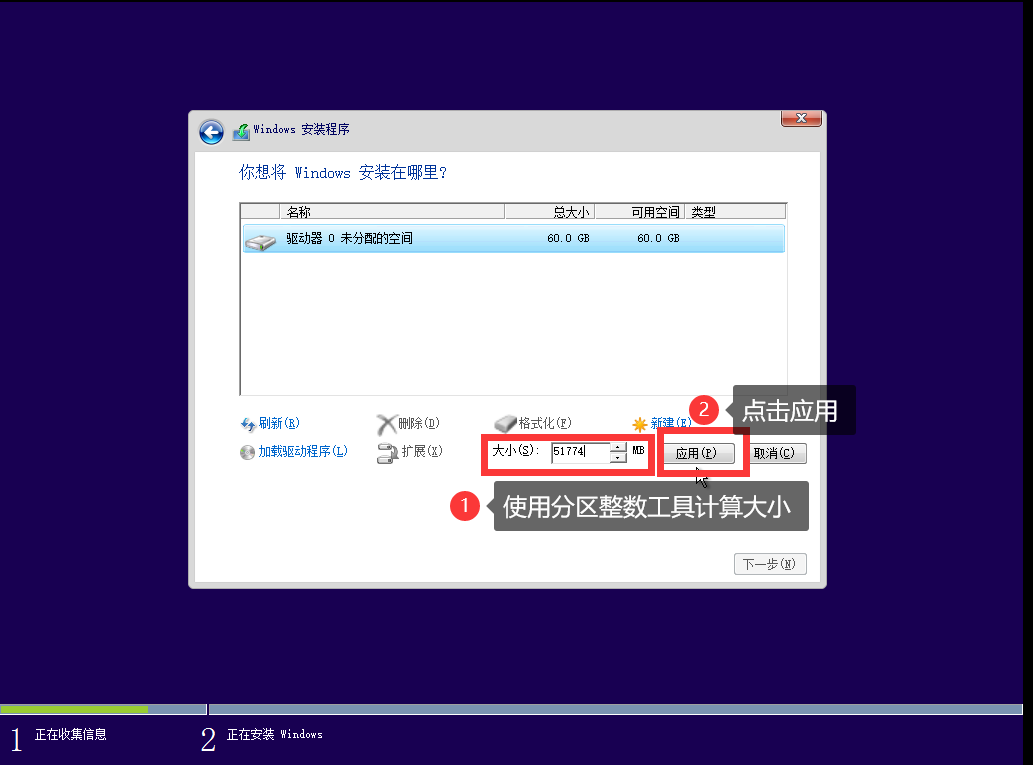 Windows 安装程序
你想将 Windows 安装在哪里?
名称 总大小 可用空间 类型
驱动器 0 未分配的空间 60.0 GB 60.0 GB
2 点击应用
刷新(R) 删除(D) 格式化(F) 新建(E)
加载驱动程序(L) 扩展(X) 大小(S): 51774 MB 应用(P) 取消(C)
1 使用分区整数工具计算大小
下一步(N)
1 正在收集信息 2 正在安装 Windows